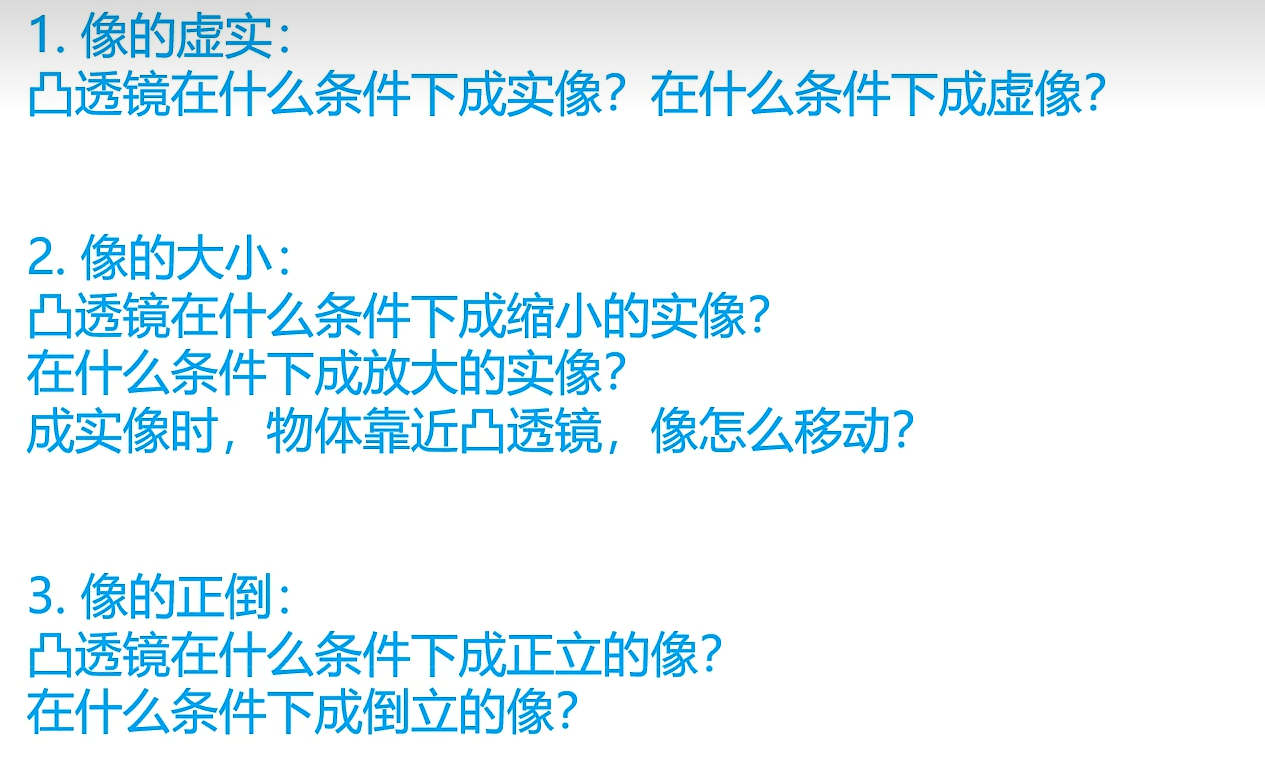 1. 像的虚实：
凸透镜在什么条件下成实像？在什么条件下成虚像？
2. 像的大小：
凸透镜在什么条件下成缩小的实像？
在什么条件下成放大的实像？
成实像时，物体靠近凸透镜，像怎么移动？
3. 像的正倒：
凸透镜在什么条件下成正立的像？
在什么条件下成倒立的像？